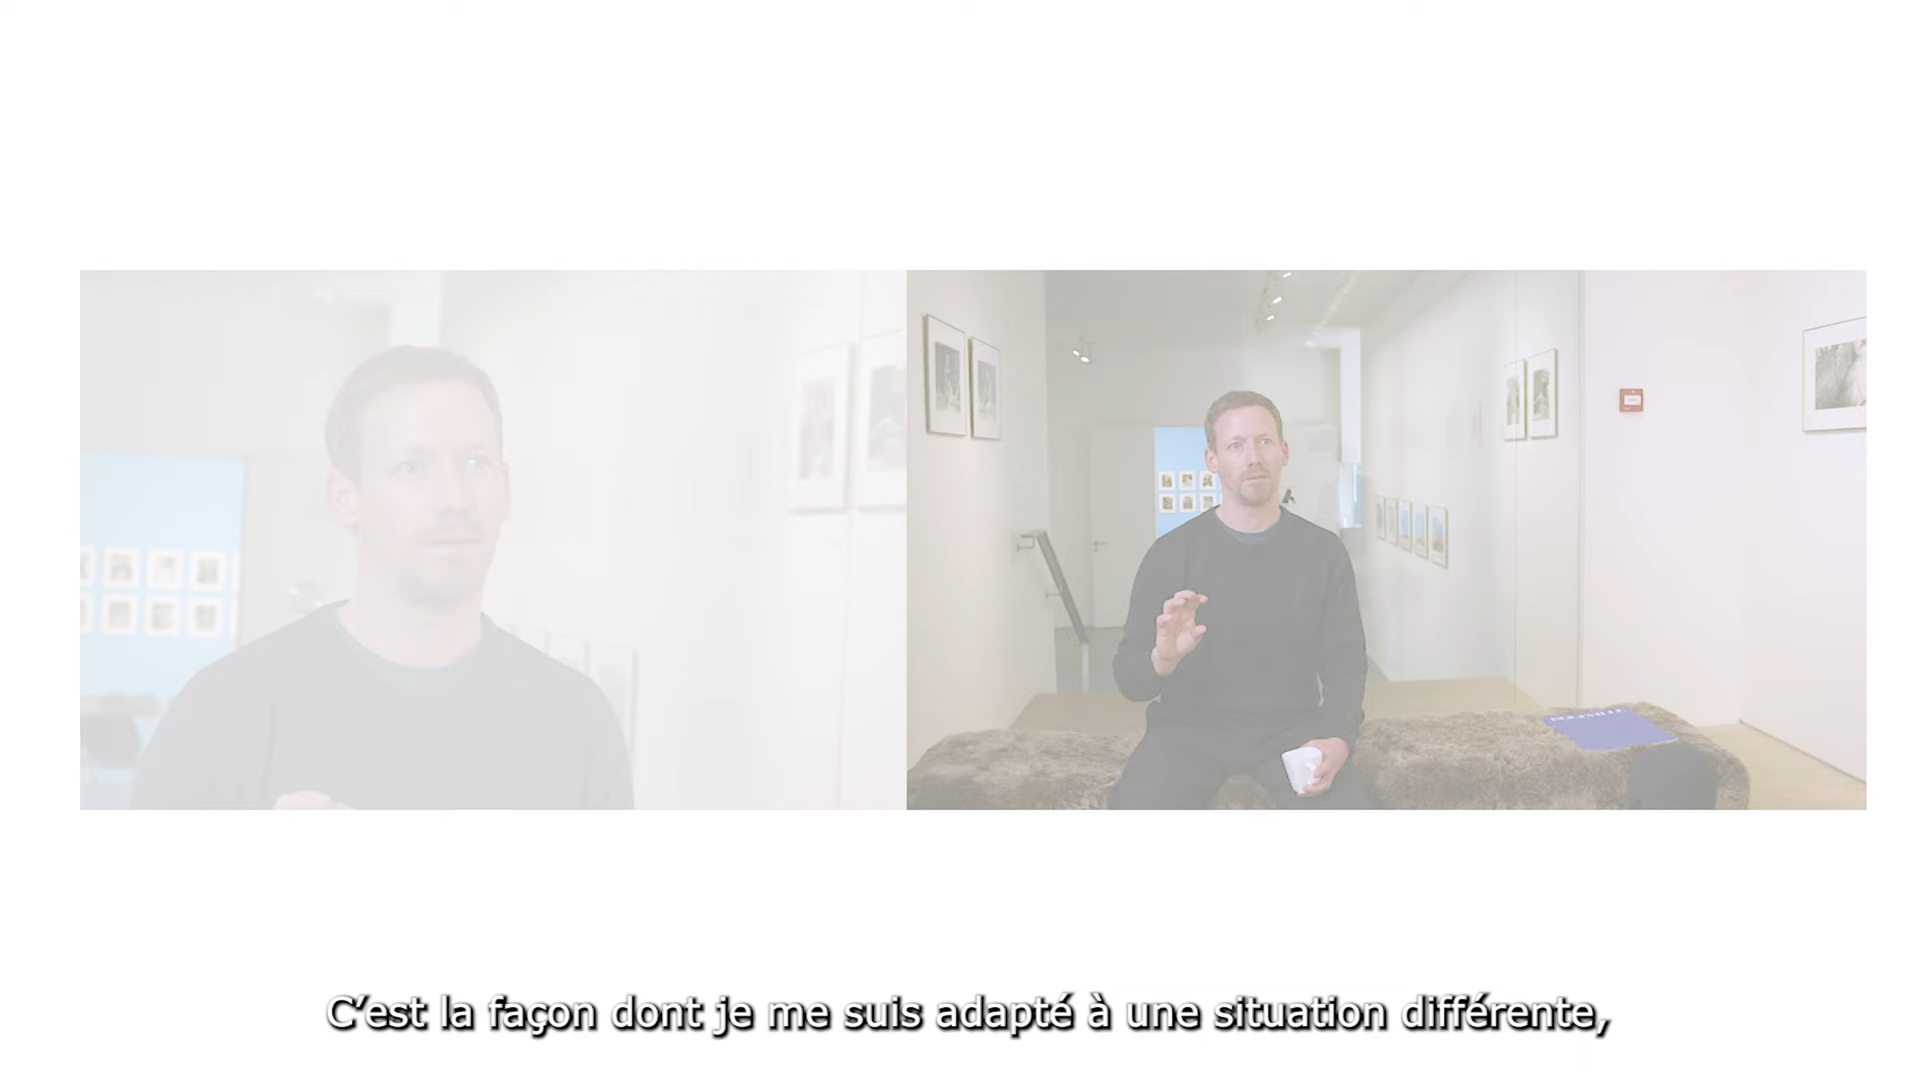 C’est la façon dont je me suis adapté à une situation différente,